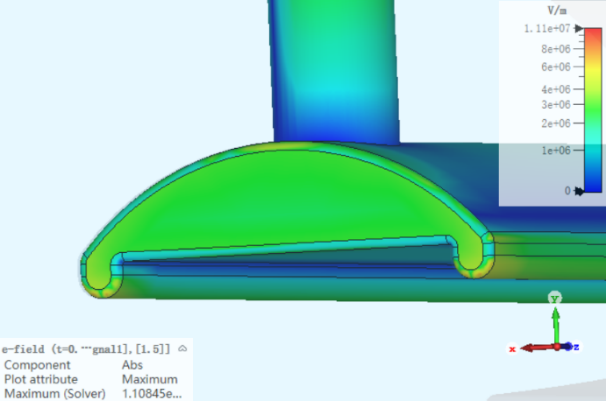 V/m
1.11e+07
8e+06
6e+06
4e+06
3e+06
2e+06
1e+06
0
y
x
z
e-field (t=0.…gnal1],[1.5]]
Component Abs
Plot attribute Maximum
Maximum (Solver) 1.10845e...